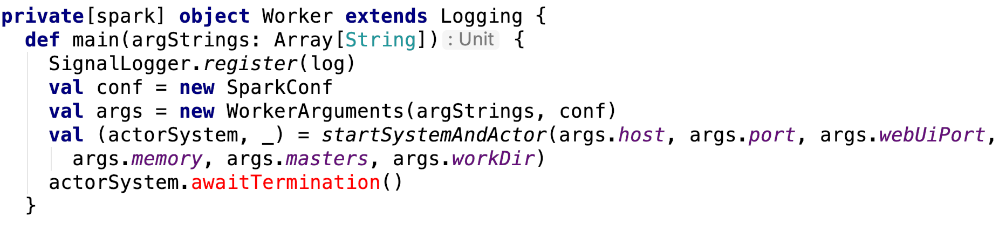 private[spark] object Worker extends Logging {
  def main(argStrings: Array[String]): Unit {
    SignalLogger.register(log)
    val conf = new SparkConf
    val args = new WorkerArguments(argStrings, conf)
    val (actorSystem, _) = startSystemAndActor(args.host, args.port, args.webUiPort,
      args.memory, args.masters, args.workDir)
    actorSystem.awaitTermination()
  }